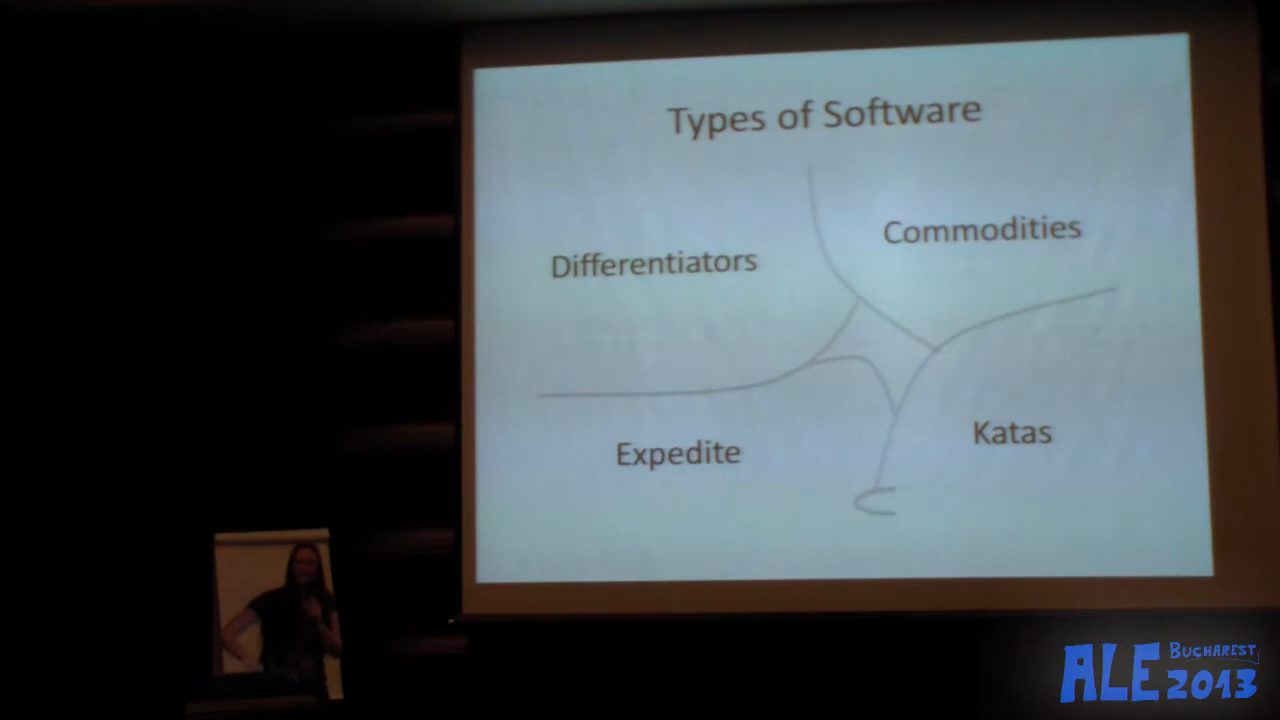 Types of Software
Commodities
Differentiators
Katas
Expedite
ALE BUCHAREST 2013